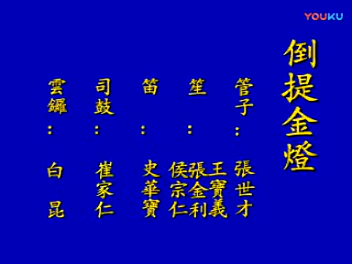 YOUKU
倒提金燈
管子：張世才
笙：王寶義
張金利
侯宗仁
笛：史華寶
司鼓：崔家仁
雲鑼：白昆